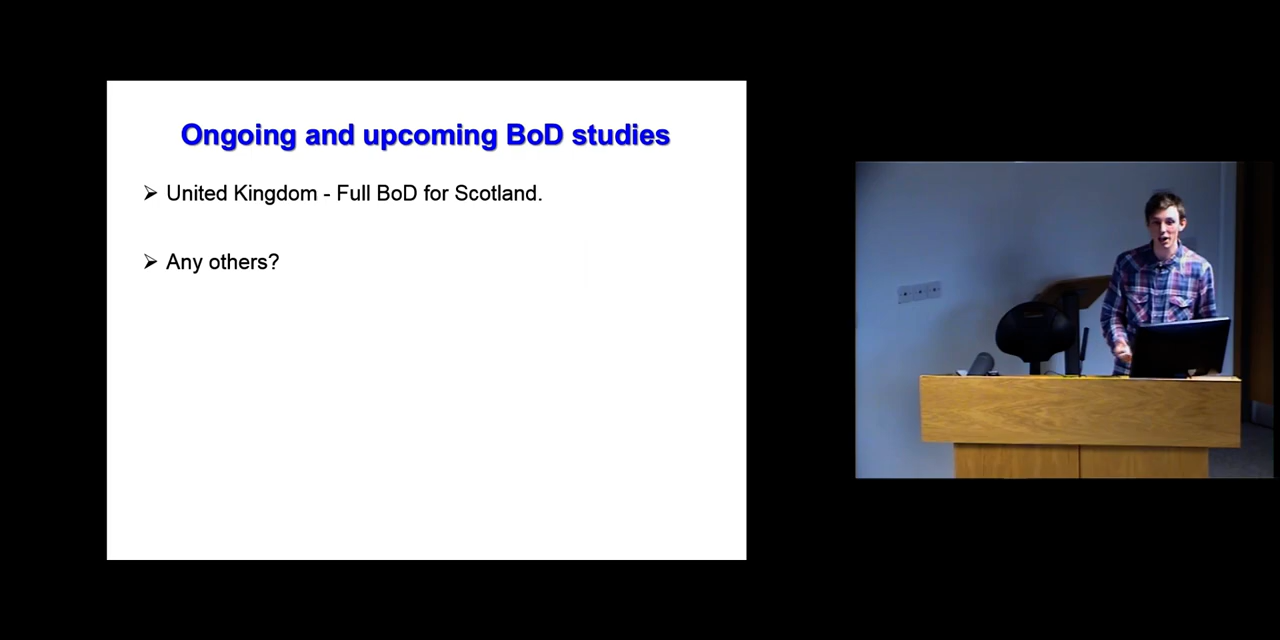 Ongoing and upcoming BoD studies
➢ United Kingdom - Full BoD for Scotland.
➢ Any others?